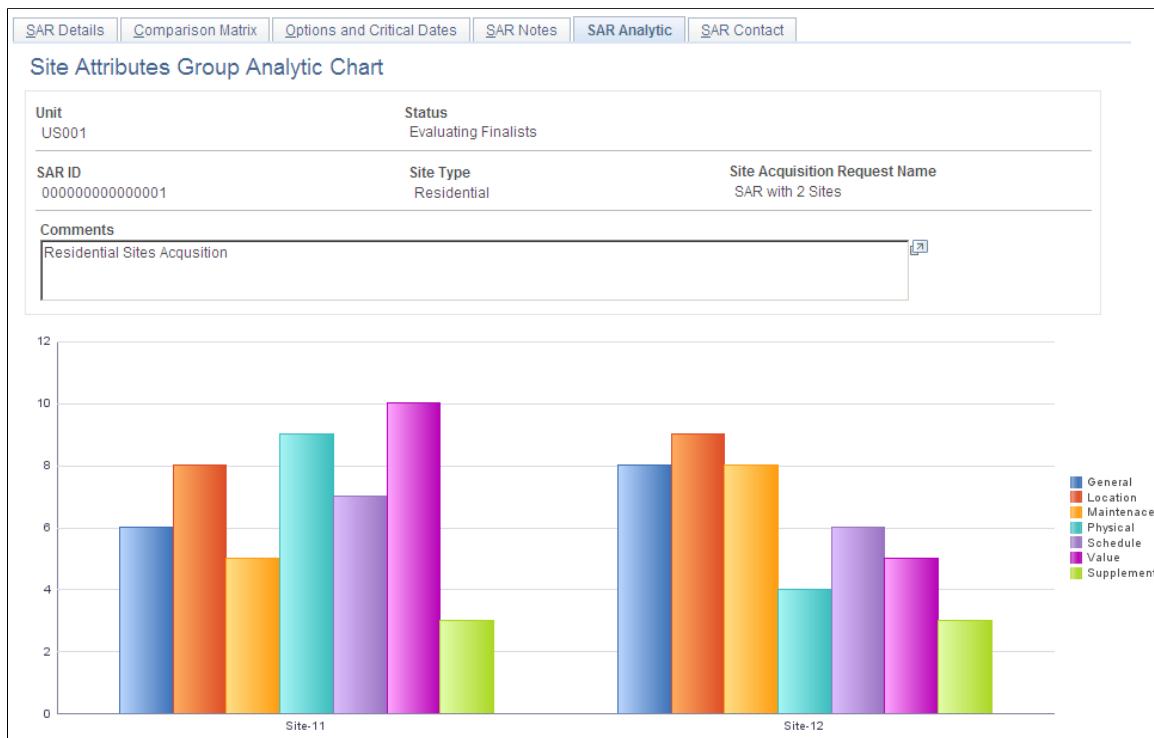 SAR Details Comparison Matrix Options and Critical Dates SAR Notes SAR Analytic SAR Contact
Site Attributes Group Analytic Chart
Unit Status
US001 Evaluating Finalists
SAR ID Site Type Site Acquisition Request Name
000000000000001 Residential SAR with 2 Sites
Comments
Residential Sites Acqusition
12
10
8
6
4
2
0
Site-11 Site-12
General
Location
Maintenace
Physical
Schedule
Value
Supplement